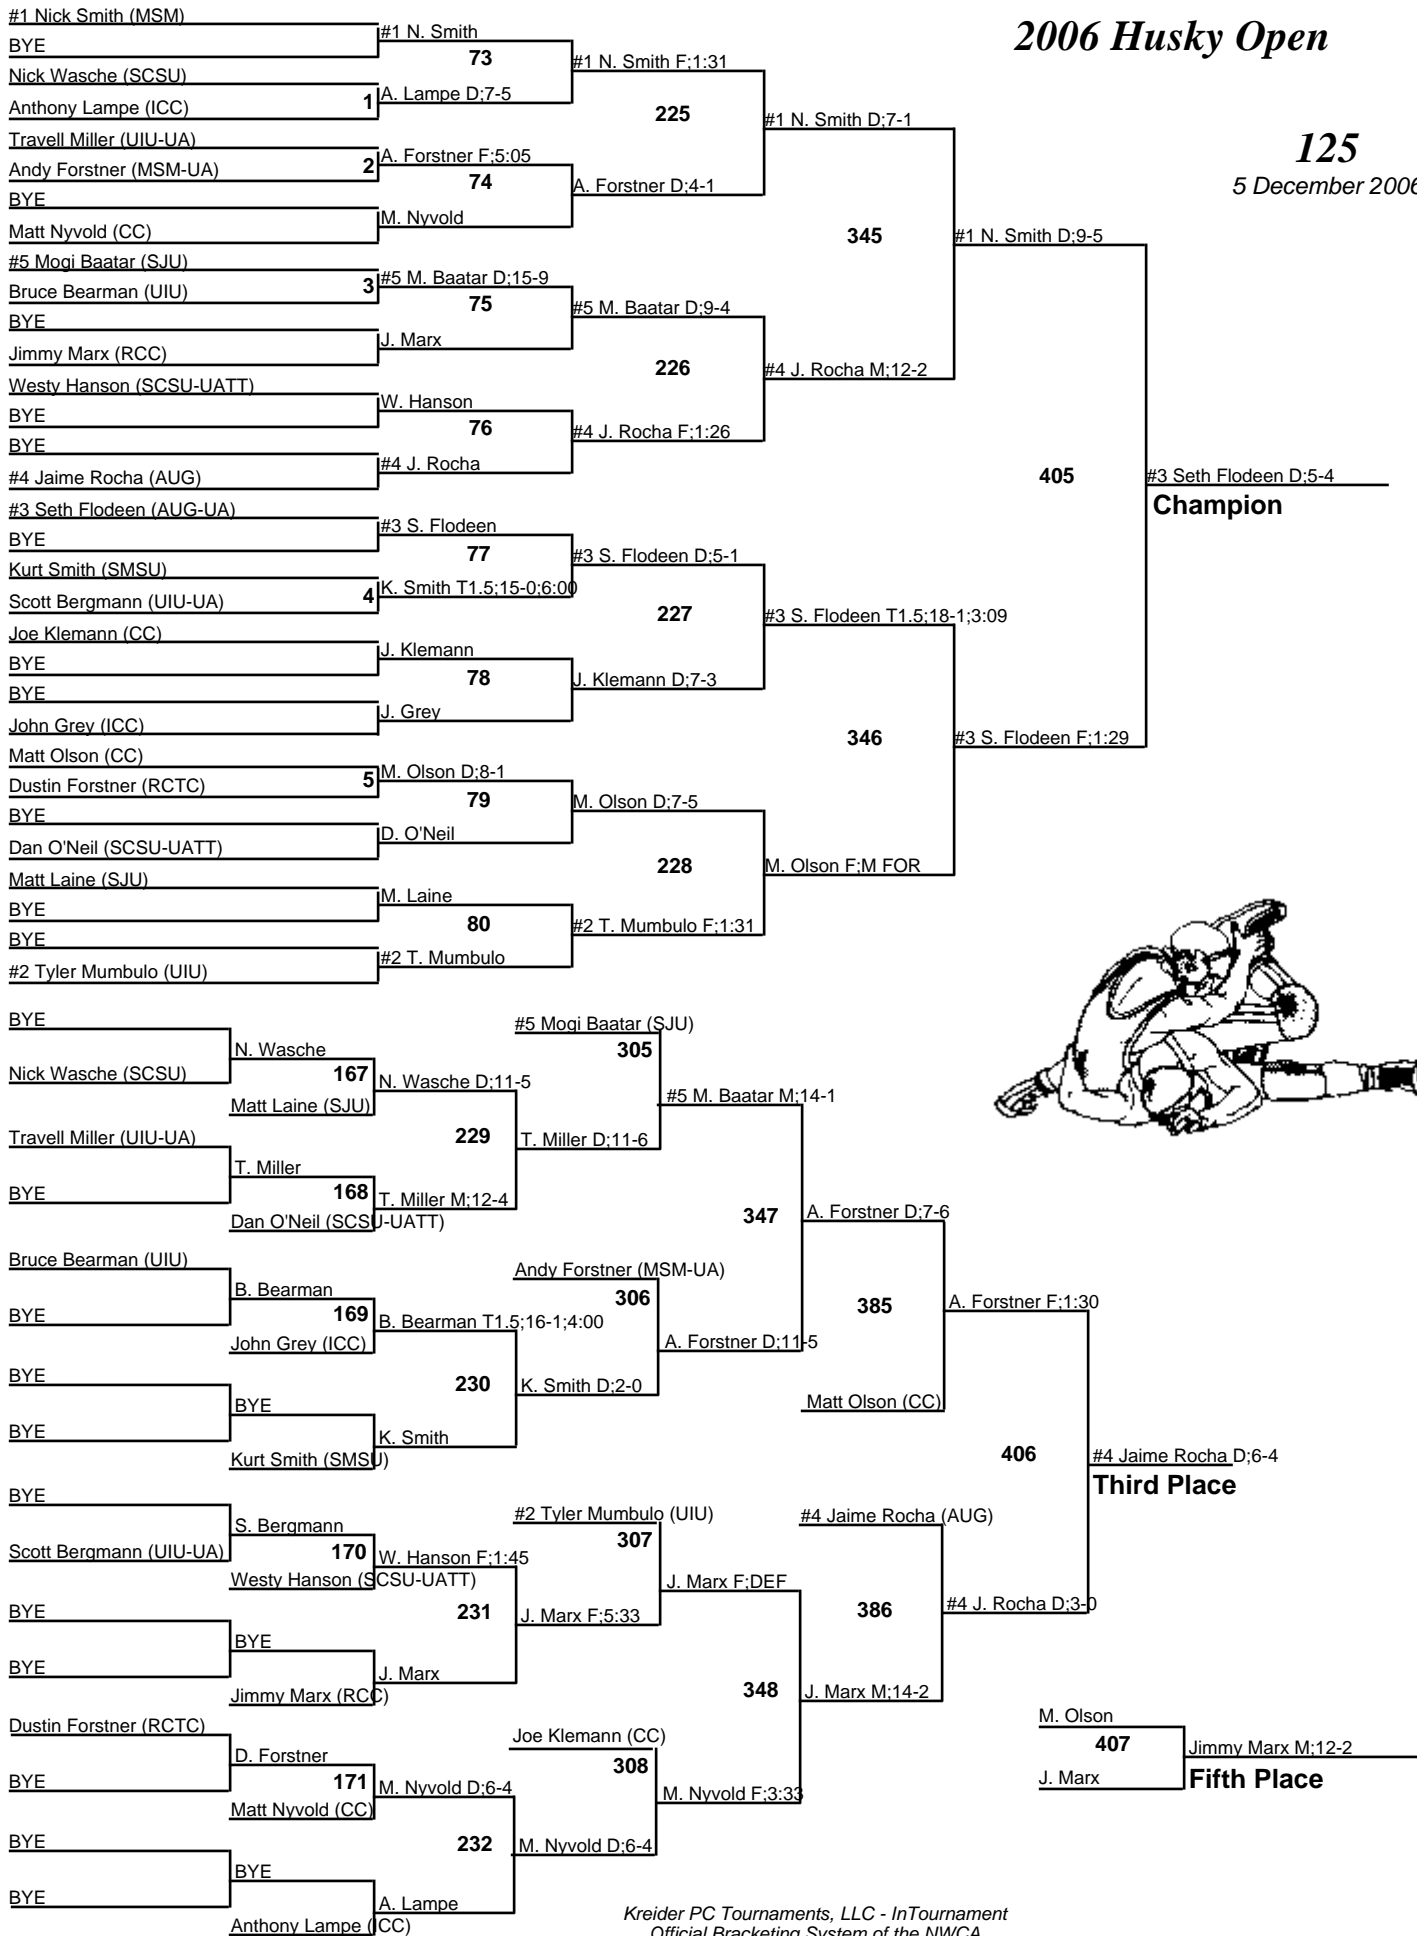 2006 Husky Open
125
5 December 2006
#1 Nick Smith (MSM)
BYE
Nick Wasche (SCSU)
Anthony Lampe (ICC)
Travell Miller (UIU-UA)
Andy Forstner (MSM-UA)
BYE
Matt Nyvold (CC)
#5 Mogi Baatar (SJU)
Bruce Bearman (UIU)
BYE
Jimmy Marx (RCC)
Westy Hanson (SCSU-UATT)
BYE
BYE
#4 Jaime Rocha (AUG)
#3 Seth Flodeen (AUG-UA)
BYE
Kurt Smith (SMSU)
Scott Bergmann (UIU-UA)
Joe Klemann (CC)
BYE
BYE
John Grey (ICC)
Matt Olson (CC)
Dustin Forstner (RCTC)
BYE
Dan O'Neil (SCSU-UATT)
Matt Laine (SJU)
BYE
BYE
#2 Tyler Mumbulo (UIU)
1
2
3
4
5
#1 N. Smith
73
A. Lampe D;7-5
A. Forstner F;5:05
74
M. Nyvold
#5 M. Baatar D;15-9
75
J. Marx
W. Hanson
76
#4 J. Rocha
#3 S. Flodeen
77
K. Smith T1.5;15-0;6:00
J. Klemann
78
J. Grey
M. Olson D;8-1
79
D. O'Neil
M. Laine
80
#2 T. Mumbulo
#1 N. Smith F;1:31
225
A. Forstner D;4-1
#5 M. Baatar D;9-4
226
#4 J. Rocha F;1:26
#3 S. Flodeen D;5-1
227
J. Klemann D;7-3
M. Olson D;7-5
228
#2 T. Mumbulo F;1:31
#1 N. Smith D;7-1
345
#4 J. Rocha M;12-2
#3 S. Flodeen T1.5;18-1;3:09
346
M. Olson F;M FOR
#1 N. Smith D;9-5
405
#3 S. Flodeen F;1:29
#3 Seth Flodeen D;5-4
Champion
BYE
Nick Wasche (SCSU)
Travell Miller (UIU-UA)
BYE
Bruce Bearman (UIU)
BYE
BYE
BYE
BYE
Scott Bergmann (UIU-UA)
BYE
BYE
Dustin Forstner (RCTC)
BYE
BYE
BYE
N. Wasche
167
Matt Laine (SJU)
T. Miller
168
Dan O'Neil (SCSU-UATT)
B. Bearman
169
John Grey (ICC)
BYE
Kurt Smith (SMSU)
S. Bergmann
170
Westy Hanson (SCSU-UATT)
BYE
Jimmy Marx (RCC)
D. Forstner
171
Matt Nyvold (CC)
BYE
Anthony Lampe (ICC)
N. Wasche D;11-5
229
T. Miller M;12-4
B. Bearman T1.5;16-1;4:00
230
K. Smith
W. Hanson F;1:45
231
J. Marx
M. Nyvold D;6-4
232
A. Lampe
#5 Mogi Baatar (SJU)
305
T. Miller D;11-6
Andy Forstner (MSM-UA)
306
K. Smith D;2-0
#2 Tyler Mumbulo (UIU)
307
J. Marx F;5:33
Joe Klemann (CC)
308
M. Nyvold D;6-4
#5 M. Baatar M;14-1
347
A. Forstner D;11-5
J. Marx F;DEF
348
M. Nyvold F;3:33
A. Forstner D;7-6
385
Matt Olson (CC)
#4 Jaime Rocha (AUG)
386
J. Marx M;14-2
A. Forstner F;1:30
406
#4 J. Rocha D;3-0
#4 Jaime Rocha D;6-4
Third Place
M. Olson
407
J. Marx
Jimmy Marx M;12-2
Fifth Place
Kreider PC Tournaments, LLC - InTournament
Official Bracketing System of the NWCA